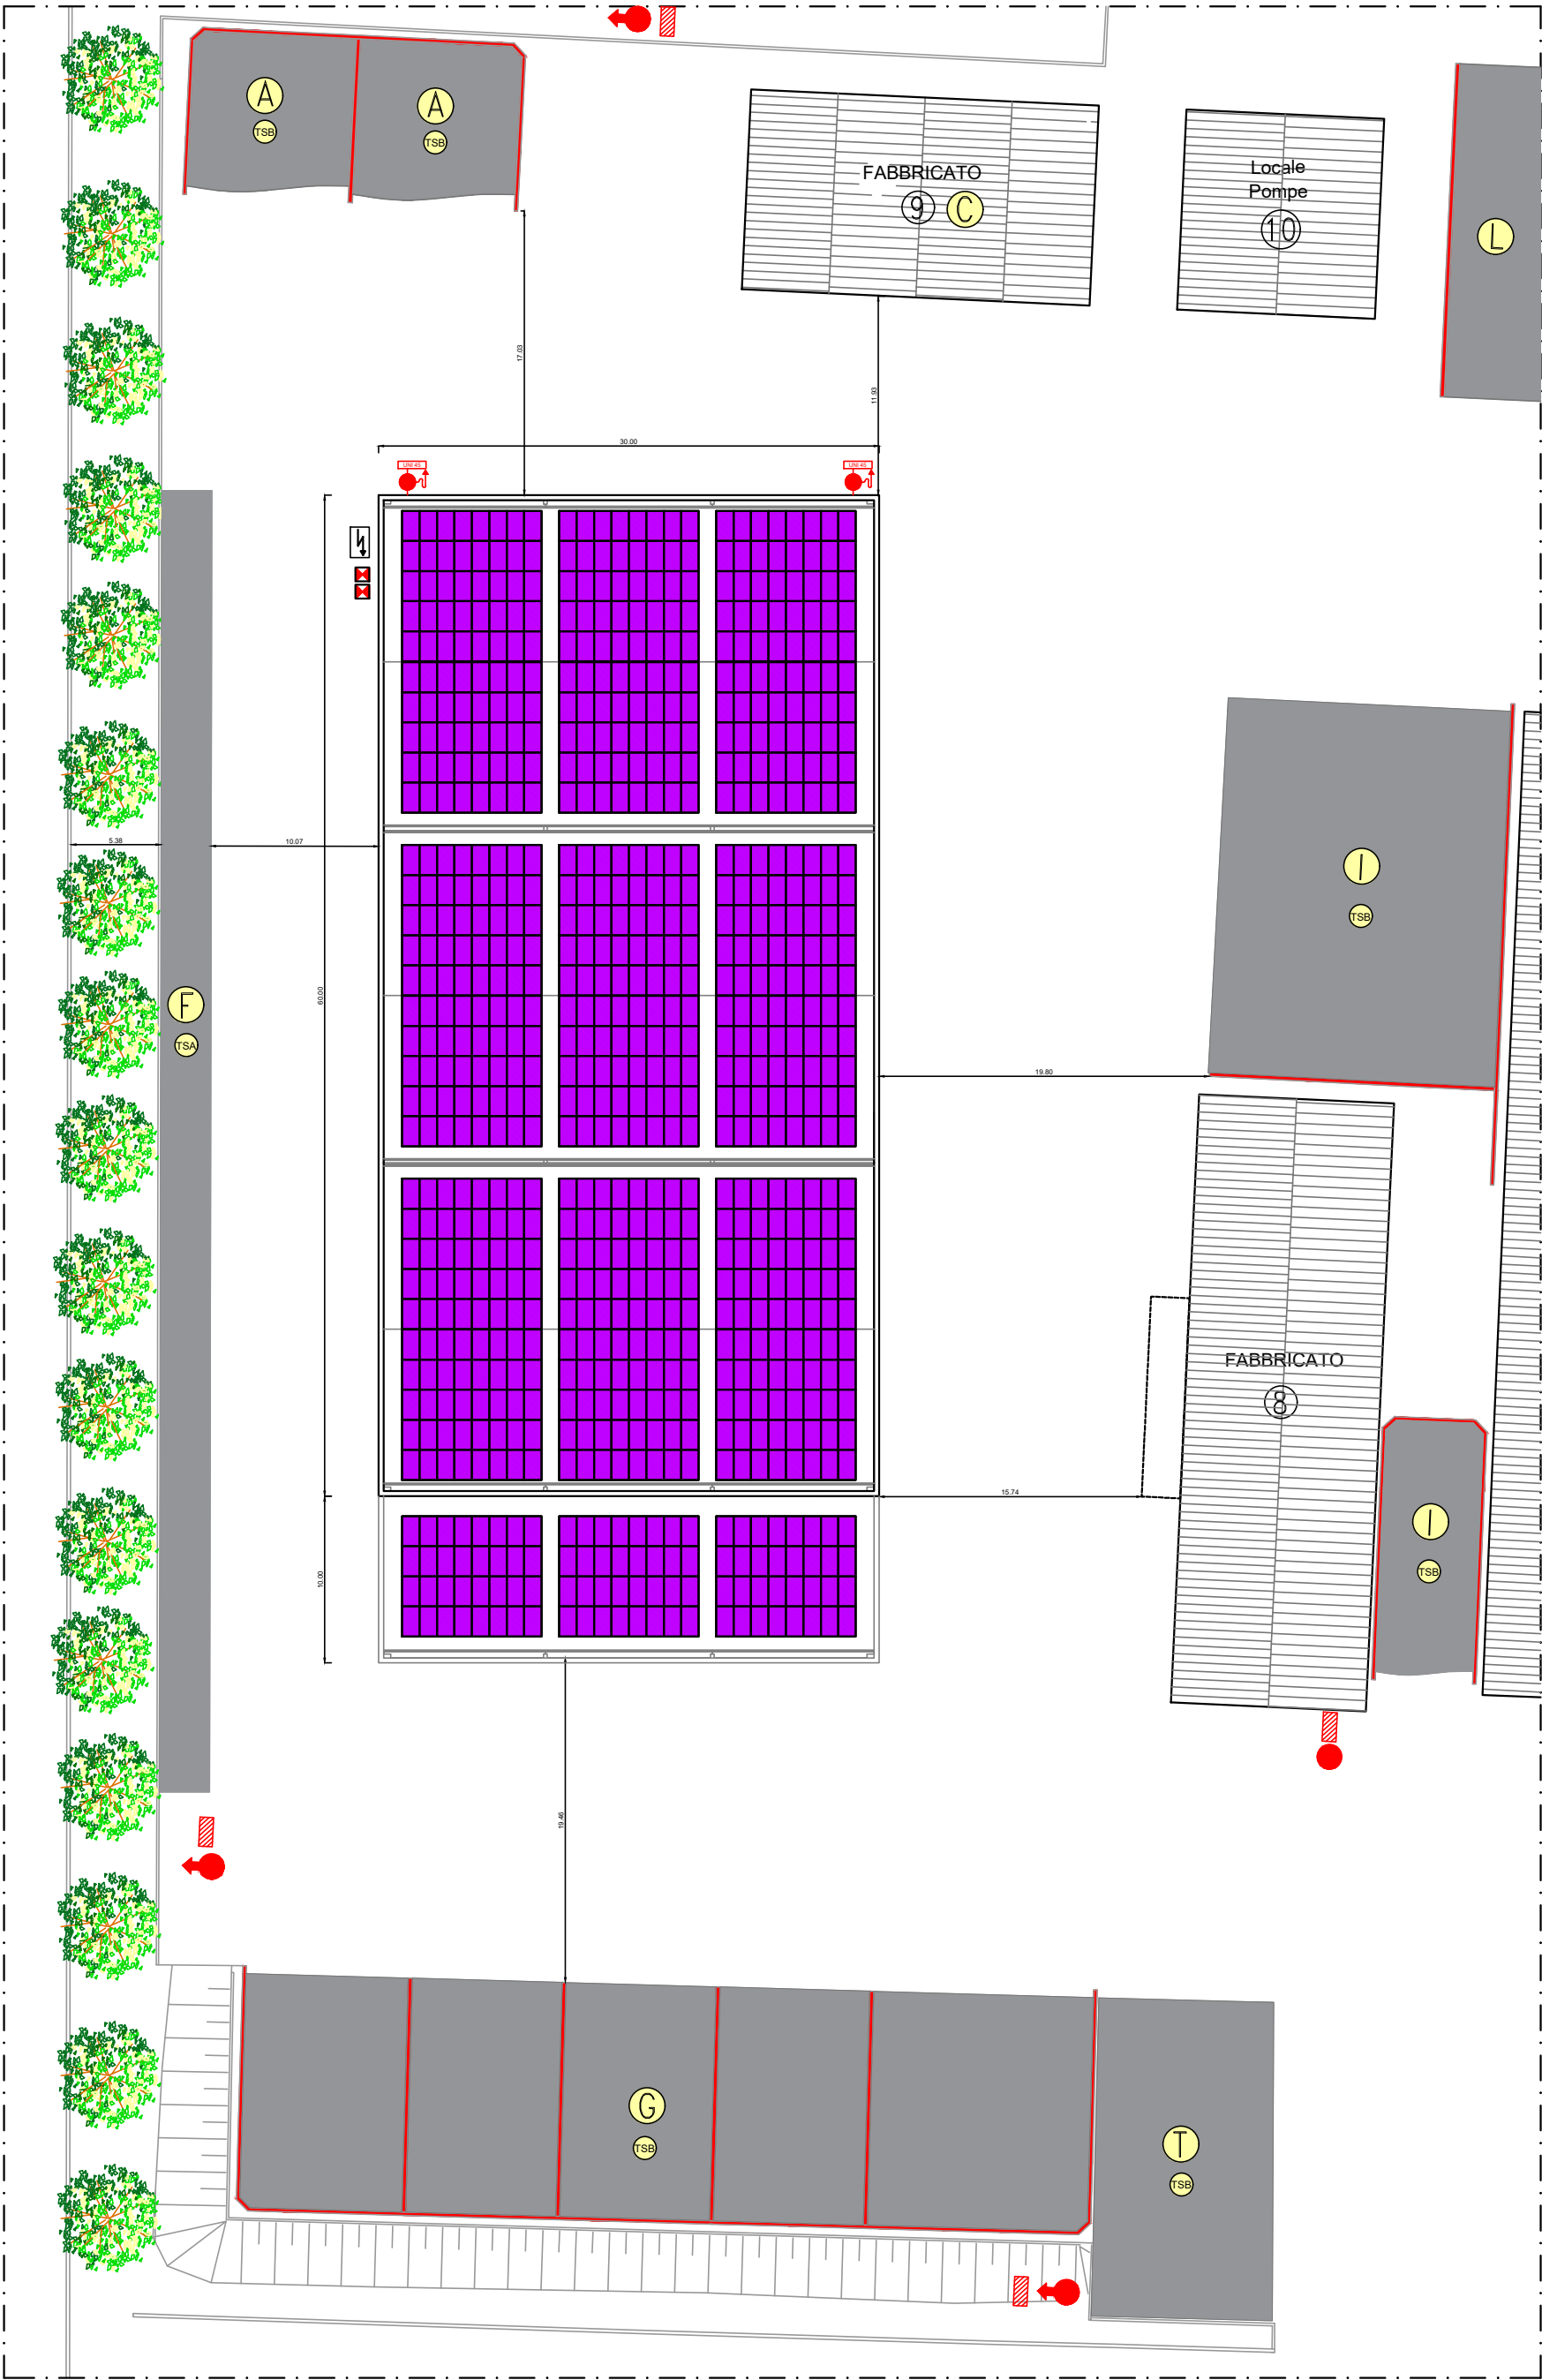 A
TSB
A
TSB
FABBRICATO
9
C
Locale
Pompe
10
L
17.03
11.93
30.00
UNI 45
UNI 45
5.38
10.07
60.00
F
TSA
I
TSB
19.80
FABBRICATO
8
15.74
I
TSB
10.00
19.46
G
TSB
T
TSB